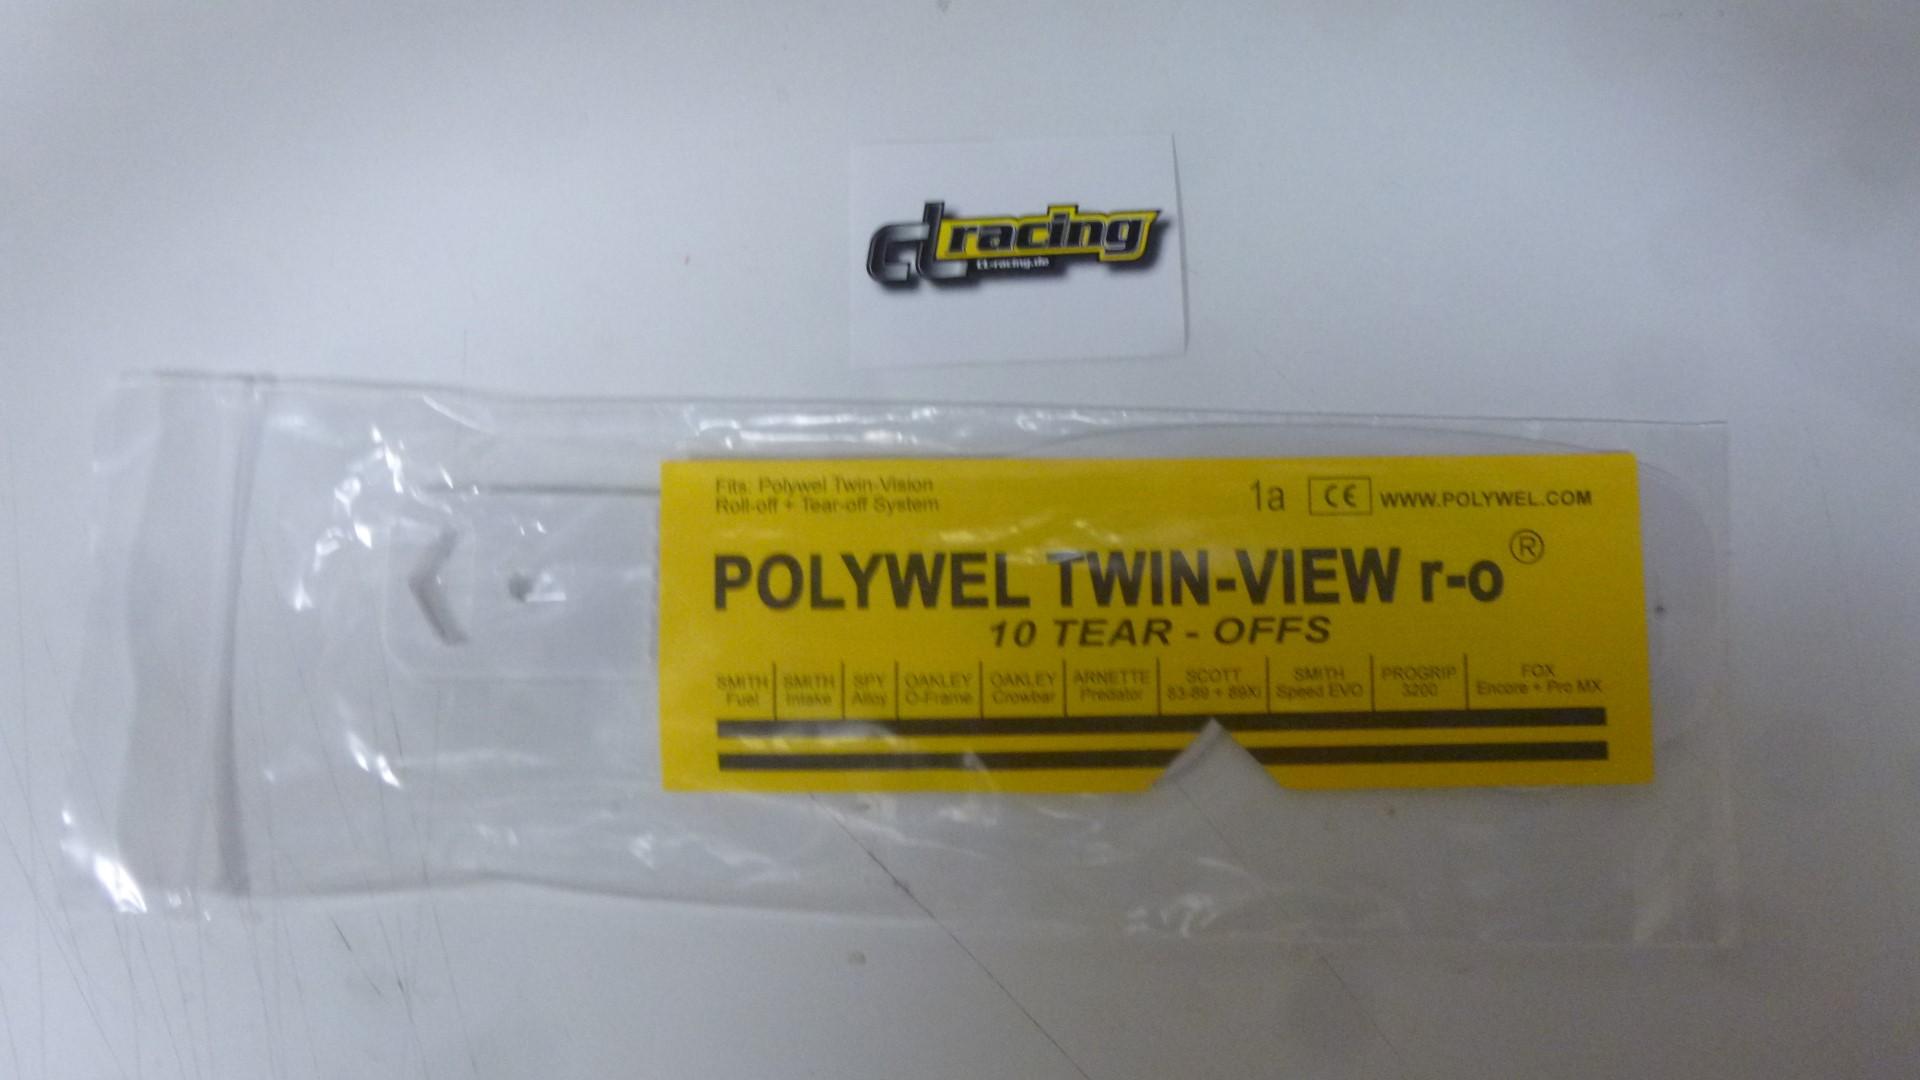 cl racing
cl-racing.de
Fits: Polywel Twin-Vision
Roll-off + Tear-off System
1a CE WWW.POLYWEL.COM
POLYWEL TWIN-VIEW r-o ®
10 TEAR - OFFS
SMITH Fuel
SMITH Intake
SPY Alloy
OAKLEY O-Frame
OAKLEY Crowbar
ARNETTE Predator
SCOTT 83-89 + 89Xi
SMITH Speed EVO
PROGRIP 3200
FOX Encore + Pro MX